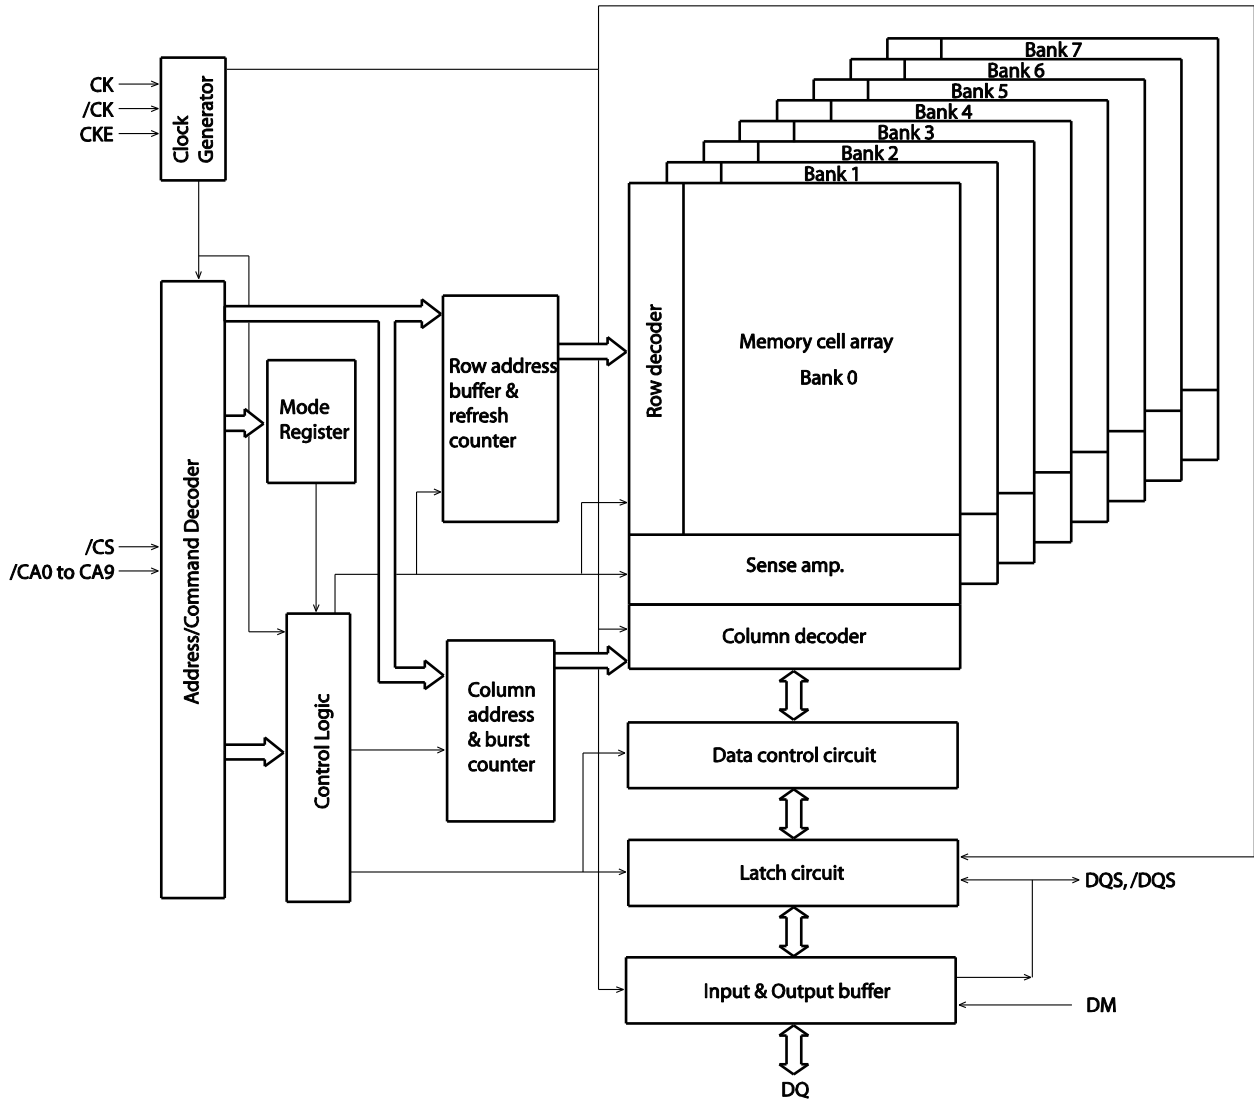 Bank 7
Bank 6
Bank 5
Bank 4
Bank 3
Bank 2
Bank 1
CK
/CK
CKE
Clock
Generator
Row decoder
Memory cell array
Bank 0
Row address
buffer &
refresh
counter
Mode
Register
Address/Command Decoder
/CS
/CA0 to CA9
Sense amp.
Column decoder
Control Logic
Column
address
& burst
counter
Data control circuit
Latch circuit
DQS, /DQS
Input & Output buffer
DM
DQ